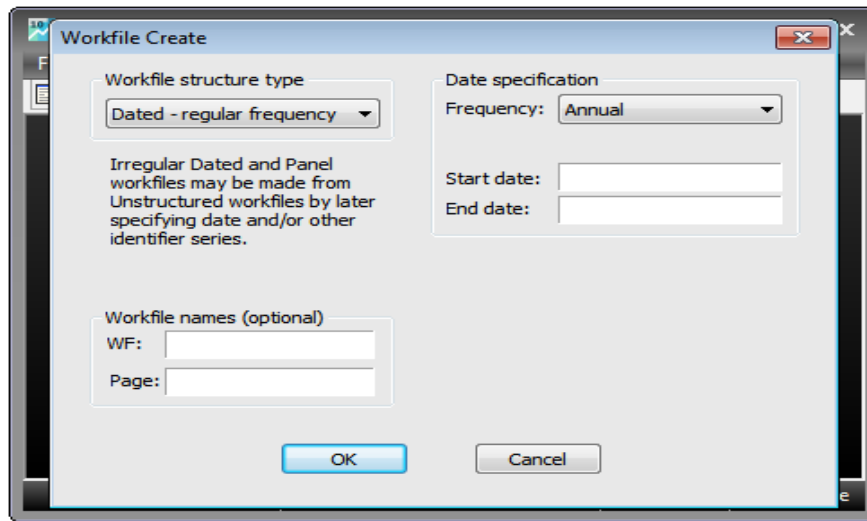 10
Workfile Create
F
Workfile structure type
Dated - regular frequency
Irregular Dated and Panel
workfiles may be made from
Unstructured workfiles by later
specifying date and/or other
identifier series.
Date specification
Frequency: Annual
Start date:
End date:
Workfile names (optional)
WF:
Page:
OK Cancel
e